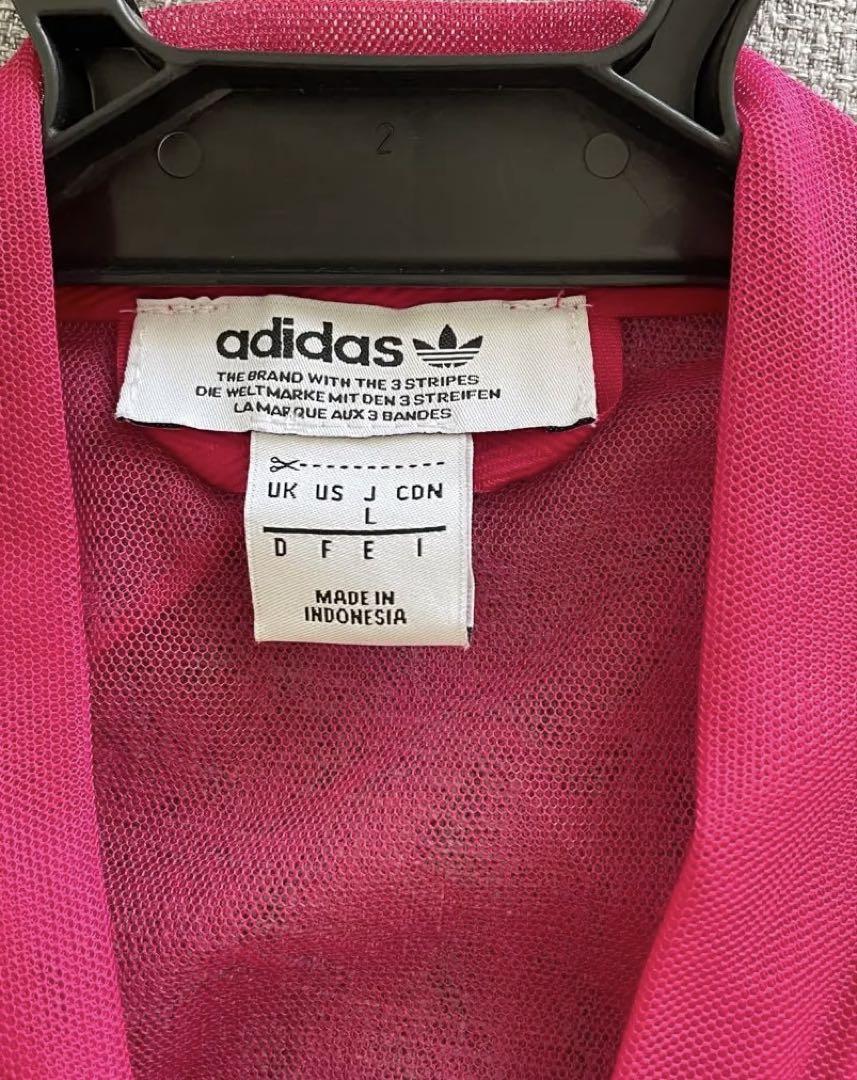 2
adidas
THE BRAND WITH THE 3 STRIPES
DIE WELTMARKE MIT DEN 3 STREIFEN
LA MARQUE AUX 3 BANDES
UK US J CDN
L
D F E I
MADE IN
INDONESIA